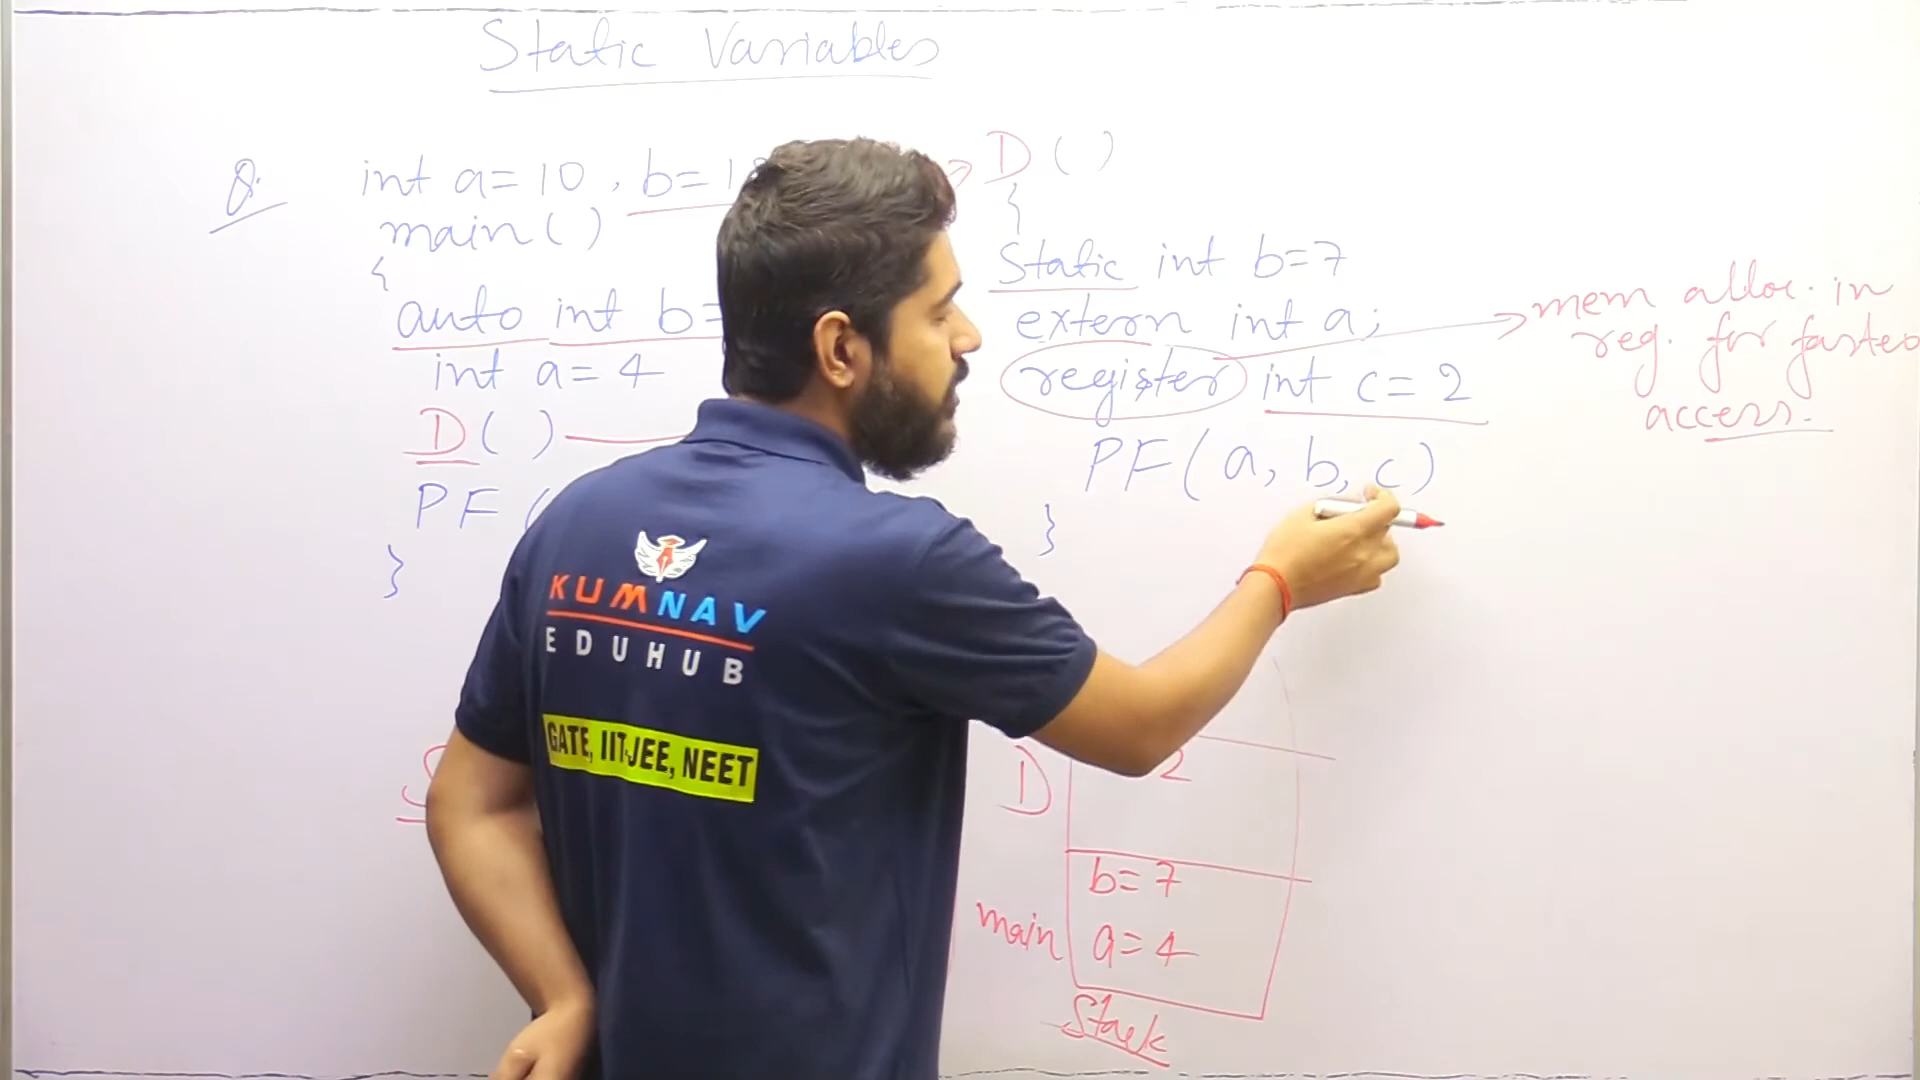 Static Variables
Q. int a=10, b=1
main()
{
auto int b=
int a=4
D()
PF(
}
D()
{
Static int b=7
extern int a;
register int c=2
PF(a, b, c)
}
mem alloc. in
reg. for faster
access.
KUMNAV
EDUHUB
GATE, IIT-JEE, NEET
D 2
b=7
main a=4
Stack